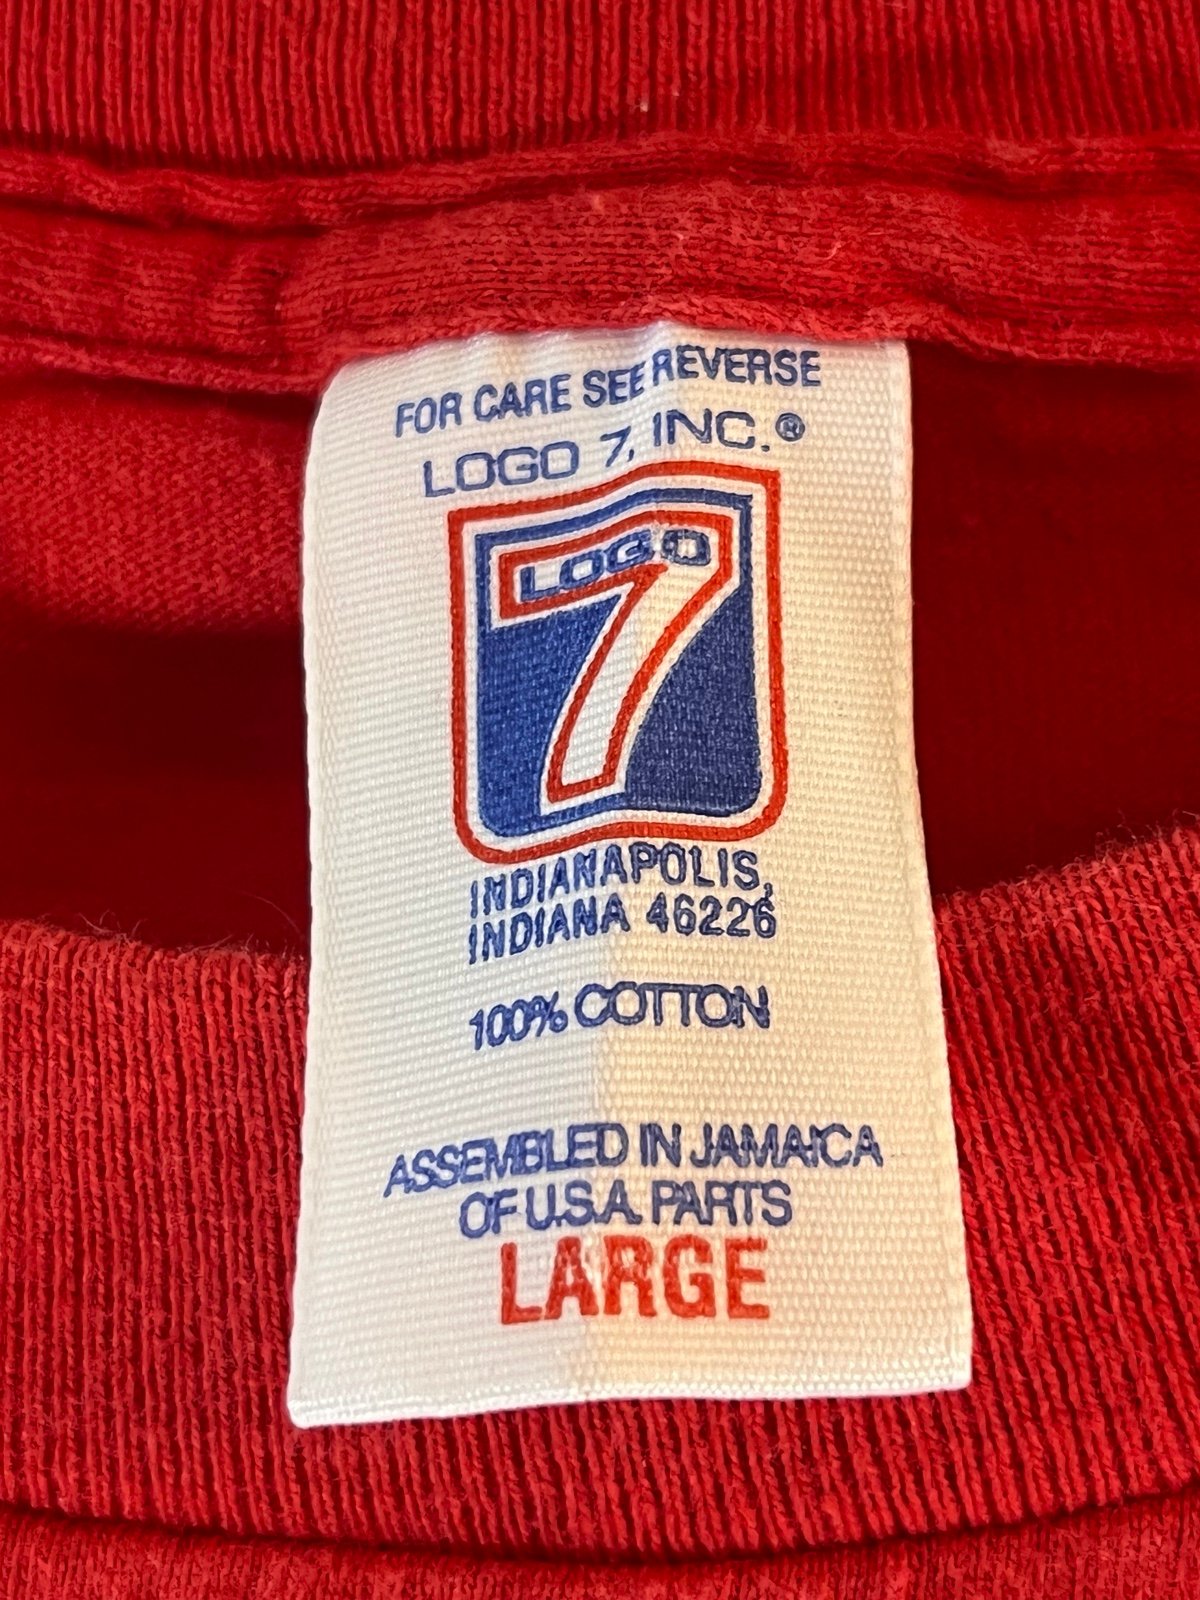 FOR CARE SEE REVERSE
LOGO 7, INC.®
LOGO
7
INDIANAPOLIS,
INDIANA 46226
100% COTTON
ASSEMBLED IN JAMAICA
OF U.S.A. PARTS
LARGE